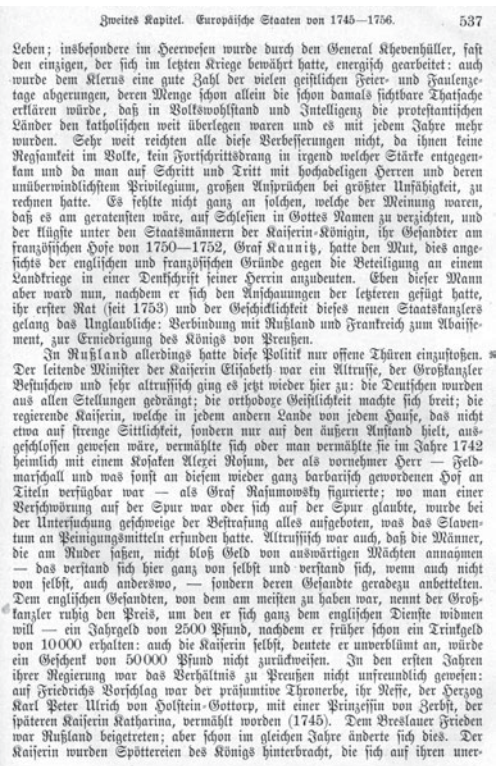 Zweites Kapitel. Europäische Staaten von 1745—1756. 537
Leben; insbesondere im Heerwesen wurde durch den General Khevenhüller, fast
den einzigen, der sich im letzten Kriege bewährt hatte, energisch gearbeitet: auch
wurde dem Klerus eine gute Zahl der vielen geistlichen Feier- und Faulenze-
tage abgerungen, deren Menge schon allein die schon damals sichtbare Thatsache
erklären würde, daß in Volkswohlstand und Intelligenz die protestantischen
Länder den katholischen weit überlegen waren und es mit jedem Jahre mehr
wurden. Sehr weit reichten alle diese Verbesserungen nicht, da ihnen keine
Regsamkeit im Volke, kein Fortschrittsdrang in irgend welcher Stärke entgegen-
kam und da man auf Schritt und Tritt mit hochadeligen Herren und deren
unüberwindlichstem Privilegium, großen Ansprüchen bei größter Unfähigkeit, zu
rechnen hatte. Es fehlte nicht ganz an solchen, welche der Meinung waren,
daß es am geratensten wäre, auf Schlesien in Gottes Namen zu verzichten, und
der klügste unter den Staatsmännern der Kaiserin-Königin, ihr Gesandter am
französischen Hofe von 1750—1752, Graf Kaunitz, hatte den Mut, dies ange-
sichts der englischen und französischen Gründe gegen die Beteiligung an einem
Landkriege in einer Denkschrift seiner Herrin anzudeuten. Eben dieser Mann
aber ward nun, nachdem er sich den Anschauungen der letzteren gefügt hatte,
ihr erster Rat (seit 1753) und der Geschicklichkeit dieses neuen Staatskanzlers
gelang das Unglaubliche: Verbindung mit Rußland und Frankreich zum Abaisse-
ment, zur Erniedrigung des Königs von Preußen.
In Rußland allerdings hatte diese Politik nur offene Thüren einzustoßen.
Der leitende Minister der Kaiserin Elisabeth war ein Altrusse, der Großkanzler
Bestuschew und sehr altrussisch ging es jetzt wieder hier zu: die Deutschen wurden
aus allen Stellungen gedrängt; die orthodoxe Geistlichkeit machte sich breit; die
regierende Kaiserin, welche in jedem andern Lande von jedem Hause, das nicht
etwa auf strenge Sittlichkeit, sondern nur auf den äußern Anstand hielt, aus-
geschlossen gewesen wäre, vermählte sich oder man vermählte sie im Jahre 1742
heimlich mit einem Kosaken Alexei Rosum, der als vornehmer Herr — Feld-
marschall und was sonst an diesem wieder ganz barbarisch gewordenen Hof an
Titeln verfügbar war — als Graf Rasumowsky figurierte; wo man einer
Verschwörung auf der Spur war oder sich auf der Spur glaubte, wurde bei
der Untersuchung geschweige der Bestrafung alles aufgeboten, was das Slaven-
tum an Peinigungsmitteln erfunden hatte. Altrussisch war auch, daß die Männer,
die am Ruder saßen, nicht bloß Geld von auswärtigen Mächten annahmen
— das verstand sich hier ganz von selbst und verstand sich, wenn auch nicht
von selbst, auch anderswo, — sondern deren Gesandte geradezu anbettelten.
Dem englischen Gesandten, von dem am meisten zu haben war, nennt der Groß-
kanzler ruhig den Preis, um den er sich ganz dem englischen Dienste widmen
will — ein Jahrgeld von 2500 Pfund, nachdem er früher schon ein Trinkgeld
von 10000 erhalten: auch die Kaiserin selbst, deutete er unverblümt an, würde
ein Geschenk von 50000 Pfund nicht zurückweisen. In den ersten Jahren
ihrer Regierung war das Verhältnis zu Preußen nicht unfreundlich gewesen:
auf Friedrichs Vorschlag war der präsumtive Thronerbe, ihr Neffe, der Herzog
Karl Peter Ulrich von Holstein-Gottorp, mit einer Prinzessin von Zerbst, der
späteren Kaiserin Katharina, vermählt worden (1745). Dem Breslauer Frieden
war Rußland beigetreten; aber schon im gleichen Jahre änderte sich dies. Der
Kaiserin wurden Spöttereien des Königs hinterbracht, die sich auf ihren uner-